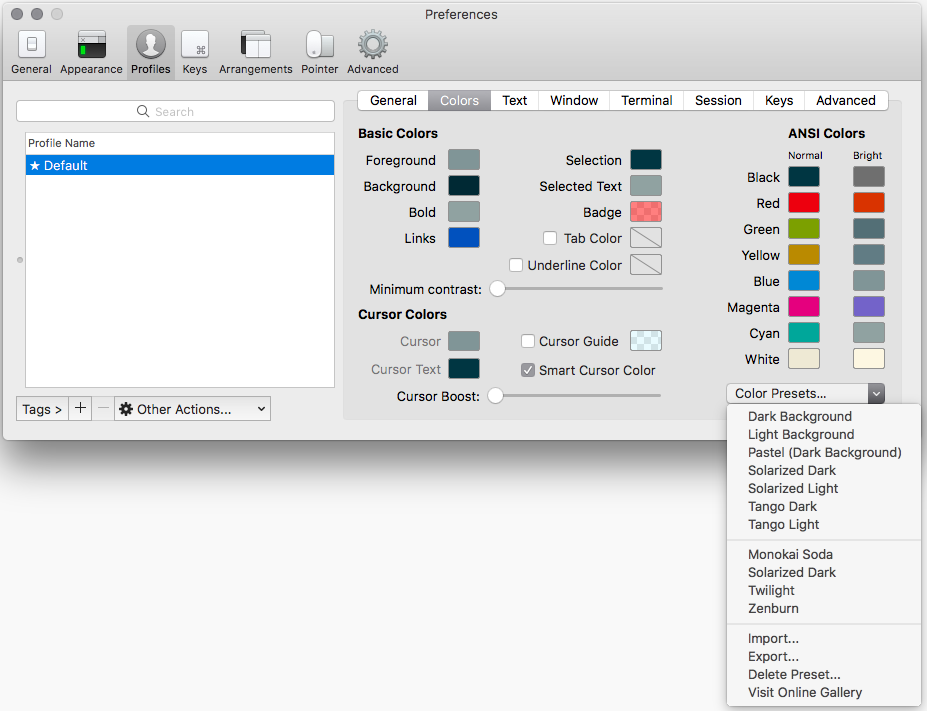 Preferences
General Appearance Profiles Keys Arrangements Pointer Advanced
Search
Profile Name
★ Default
Tags > + − Other Actions...
General Colors Text Window Terminal Session Keys Advanced
Basic Colors
Foreground
Background
Bold
Links
Selection
Selected Text
Badge
Tab Color
Underline Color
Minimum contrast:
Cursor Colors
Cursor
Cursor Text
Cursor Guide
Smart Cursor Color
Cursor Boost:
ANSI Colors
Normal Bright
Black
Red
Green
Yellow
Blue
Magenta
Cyan
White
Color Presets...
Dark Background
Light Background
Pastel (Dark Background)
Solarized Dark
Solarized Light
Tango Dark
Tango Light
Monokai Soda
Solarized Dark
Twilight
Zenburn
Import...
Export...
Delete Preset...
Visit Online Gallery